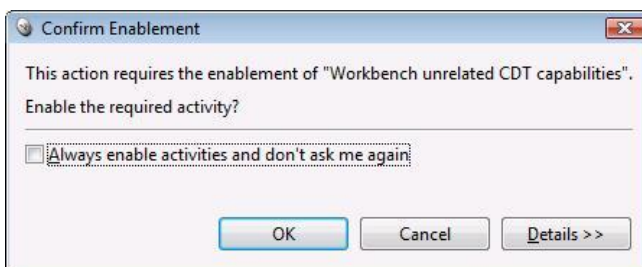 Confirm Enablement
This action requires the enablement of "Workbench unrelated CDT capabilities".
Enable the required activity?
Always enable activities and don't ask me again
OK Cancel Details >>